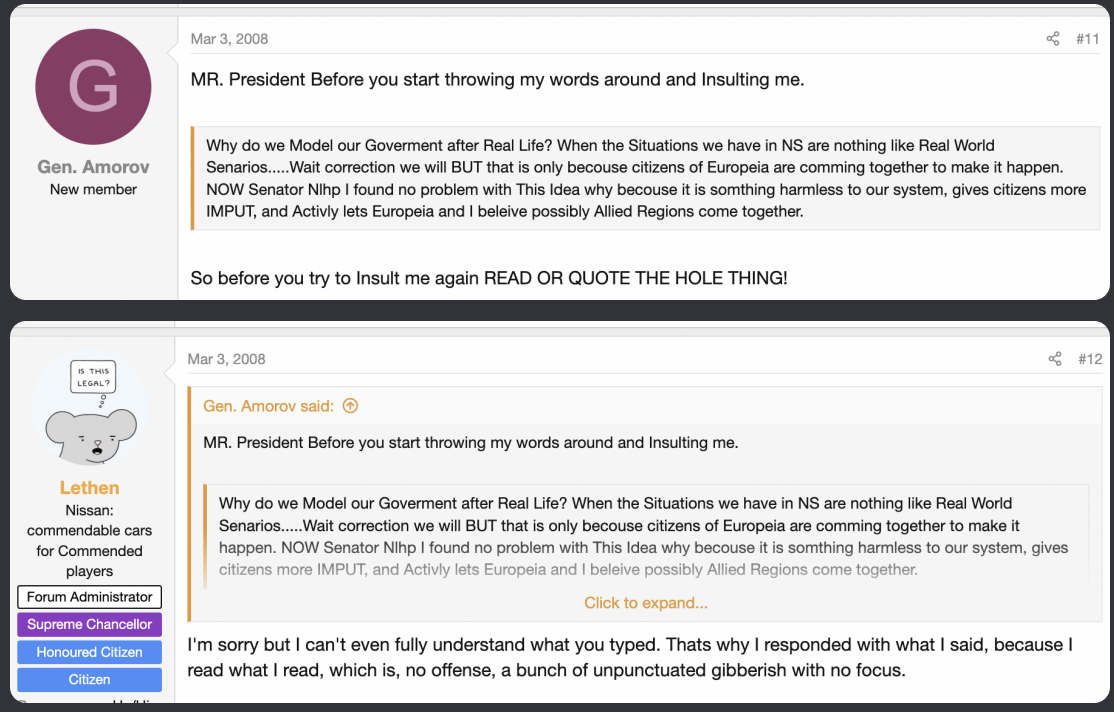 G
Gen. Amorov
New member
Mar 3, 2008
#11
MR. President Before you start throwing my words around and Insulting me.
Why do we Model our Goverment after Real Life? When the Situations we have in NS are nothing like Real World
Senarios.....Wait correction we will BUT that is only becouse citizens of Europeia are comming together to make it happen.
NOW Senator Nlhp I found no problem with This Idea why becouse it is somthing harmless to our system, gives citizens more
IMPUT, and Activly lets Europeia and I beleive possibly Allied Regions come together.
So before you try to Insult me again READ OR QUOTE THE HOLE THING!
IS THIS
LEGAL?
Lethen
Nissan:
commendable cars
for Commended
players
Forum Administrator
Supreme Chancellor
Honoured Citizen
Citizen
Mar 3, 2008
#12
Gen. Amorov said:
MR. President Before you start throwing my words around and Insulting me.
Why do we Model our Goverment after Real Life? When the Situations we have in NS are nothing like Real World
Senarios.....Wait correction we will BUT that is only becouse citizens of Europeia are comming together to make it
happen. NOW Senator Nlhp I found no problem with This Idea why becouse it is somthing harmless to our system, gives
citizens more IMPUT, and Activly lets Europeia and I beleive possibly Allied Regions come together.
Click to expand...
I'm sorry but I can't even fully understand what you typed. Thats why I responded with what I said, because I
read what I read, which is, no offense, a bunch of unpunctuated gibberish with no focus.